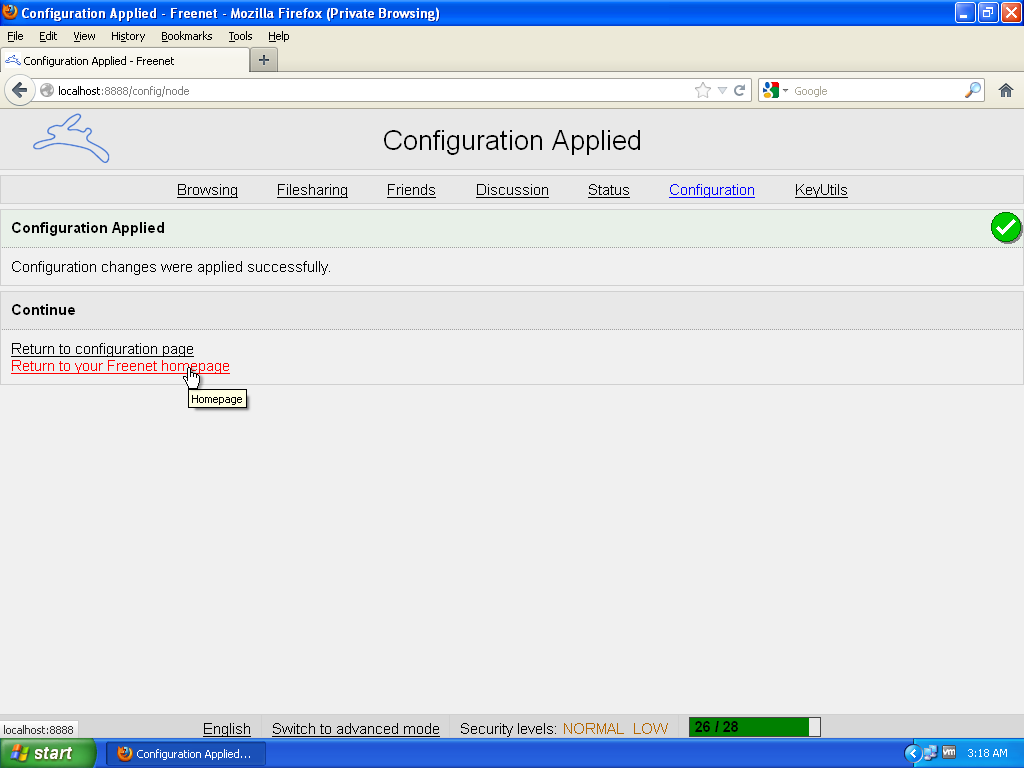 Configuration Applied - Freenet - Mozilla Firefox (Private Browsing)
File Edit View History Bookmarks Tools Help
Configuration Applied - Freenet
localhost:8888/config/node
Google
Configuration Applied
Browsing Filesharing Friends Discussion Status Configuration KeyUtils
Configuration Applied
Configuration changes were applied successfully.
Continue
Return to configuration page
Return to your Freenet homepage
Homepage
localhost:8888
English Switch to advanced mode Security levels: NORMAL LOW 26 / 28
start Configuration Applied... vm 3:18 AM